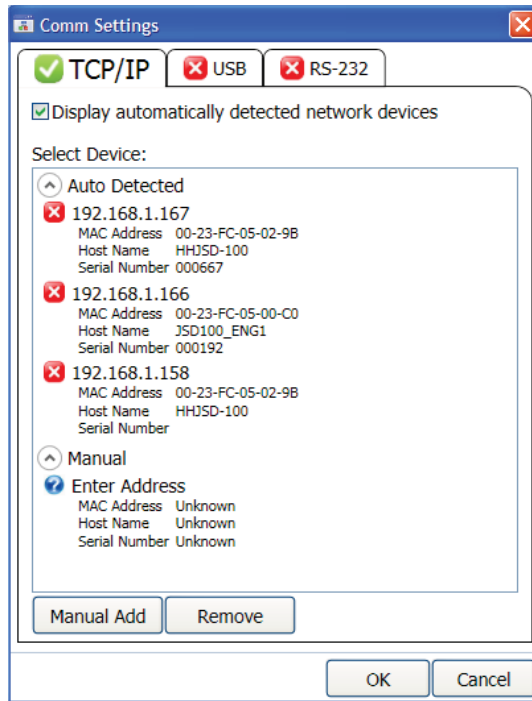 Comm Settings
TCP/IP USB RS-232
Display automatically detected network devices
Select Device:
Auto Detected
192.168.1.167
MAC Address 00-23-FC-05-02-9B
Host Name HHJSD-100
Serial Number 000667
192.168.1.166
MAC Address 00-23-FC-05-00-C0
Host Name JSD100_ENG1
Serial Number 000192
192.168.1.158
MAC Address 00-23-FC-05-02-9B
Host Name HHJSD-100
Serial Number
Manual
Enter Address
MAC Address Unknown
Host Name Unknown
Serial Number Unknown
Manual Add Remove
OK Cancel